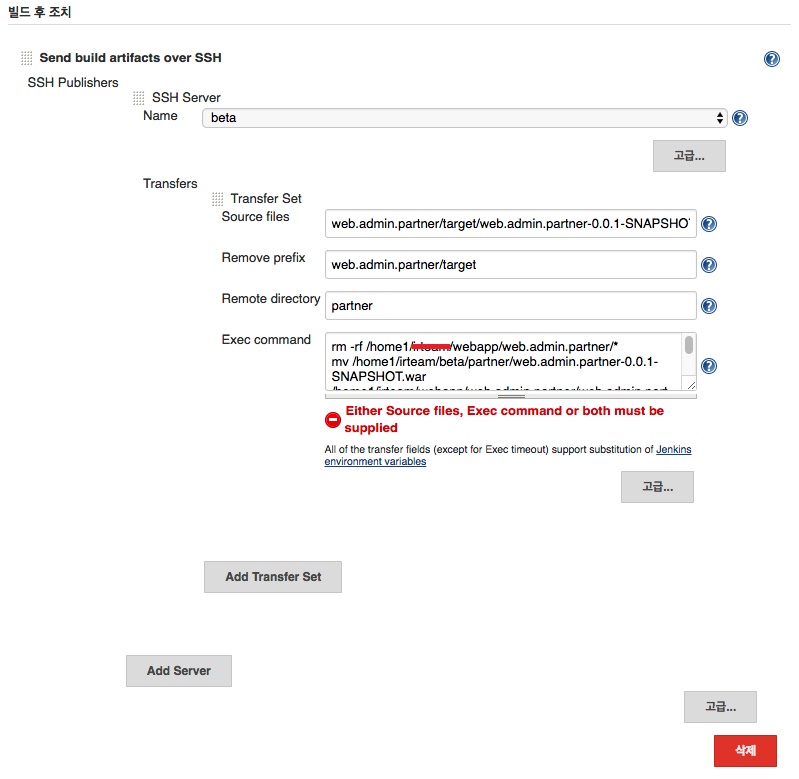 빌드 후 조치
Send build artifacts over SSH
SSH Publishers
SSH Server
Name
beta
고급...
Transfers
Transfer Set
Source files
web.admin.partner/target/web.admin.partner-0.0.1-SNAPSHO
Remove prefix
web.admin.partner/target
Remote directory
partner
Exec command
rm -rf /home1/ /webapp/web.admin.partner/*
mv /home1/irteam/beta/partner/web.admin.partner-0.0.1-
SNAPSHOT.war
Either Source files, Exec command or both must be
supplied
All of the transfer fields (except for Exec timeout) support substitution of Jenkins
environment variables
고급...
Add Transfer Set
Add Server
고급...
삭제